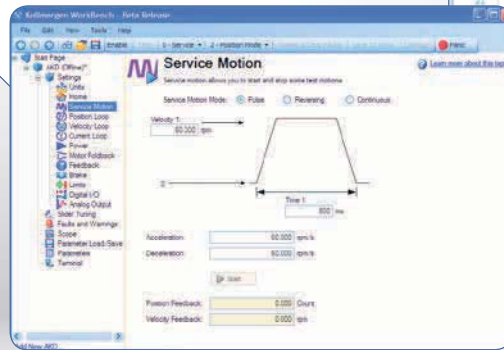 Kollmorgen WorkBench - Beta Release
File Edit View Tools Help
Enable 0 - Service 2 - Position Mode Panic
Start Page
AKD (Offline)*
Settings
Units
Home
Service Motion
Position Loop
Velocity Loop
Current Loop
Power
Motor Foldback
Feedback
Brake
Limits
Digital I/O
Analog Output
Slider Tuning
Faults and Warnings
Scope
Parameter Load/Save
Parameters
Terminal
Add New AKD...
Service Motion
Learn more about this top
Service motion allows you to start and stop some test motions.
Service Motion Mode: Pulse Reversing Continuous
Velocity 1:
60.000 rpm
0
Time 1:
500 ms
Acceleration: 60.000 rpm/s
Deceleration: 60.000 rpm/s
Start
Position Feedback: 0.000 Count
Velocity Feedback: 0.000 rpm